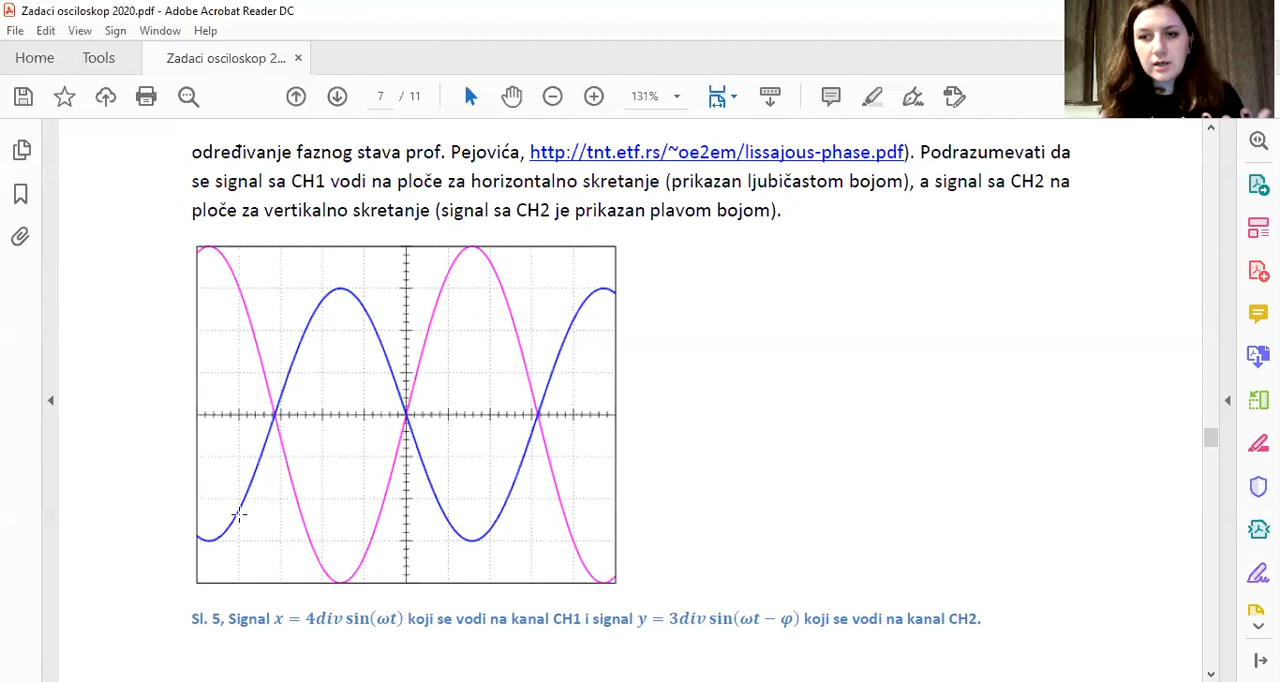 Zadaci osciloskop 2020.pdf - Adobe Acrobat Reader DC
File Edit View Sign Window Help
Home Tools Zadaci osciloskop 2... ×
7 / 11 131%
određivanje faznog stava prof. Pejovića, http://tnt.etf.rs/~oe2em/lissajous-phase.pdf). Podrazumevati da
se signal sa CH1 vodi na ploče za horizontalno skretanje (prikazan ljubičastom bojom), a signal sa CH2 na
ploče za vertikalno skretanje (signal sa CH2 je prikazan plavom bojom).
Sl. 5, Signal x = 4div sin(ωt) koji se vodi na kanal CH1 i signal y = 3div sin(ωt − φ) koji se vodi na kanal CH2.